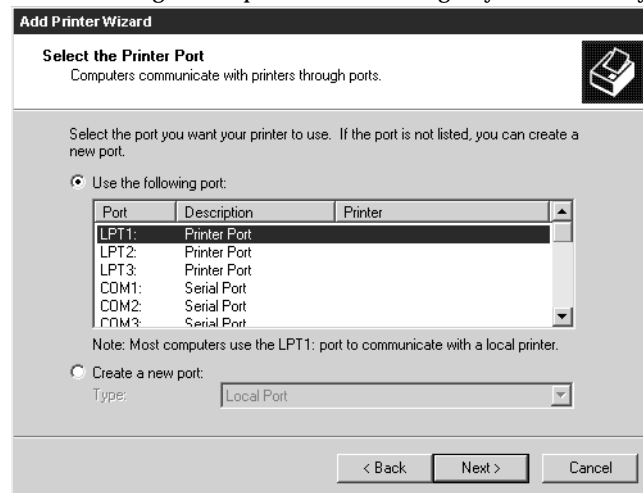 Add Printer Wizard
Select the Printer Port
Computers communicate with printers through ports.
Select the port you want your printer to use. If the port is not listed, you can create a
new port.
Use the following port:
Port Description Printer
LPT1: Printer Port
LPT2: Printer Port
LPT3: Printer Port
COM1: Serial Port
COM2: Serial Port
COM3: Serial Port
Note: Most computers use the LPT1: port to communicate with a local printer.
Create a new port:
Type: Local Port
< Back Next > Cancel